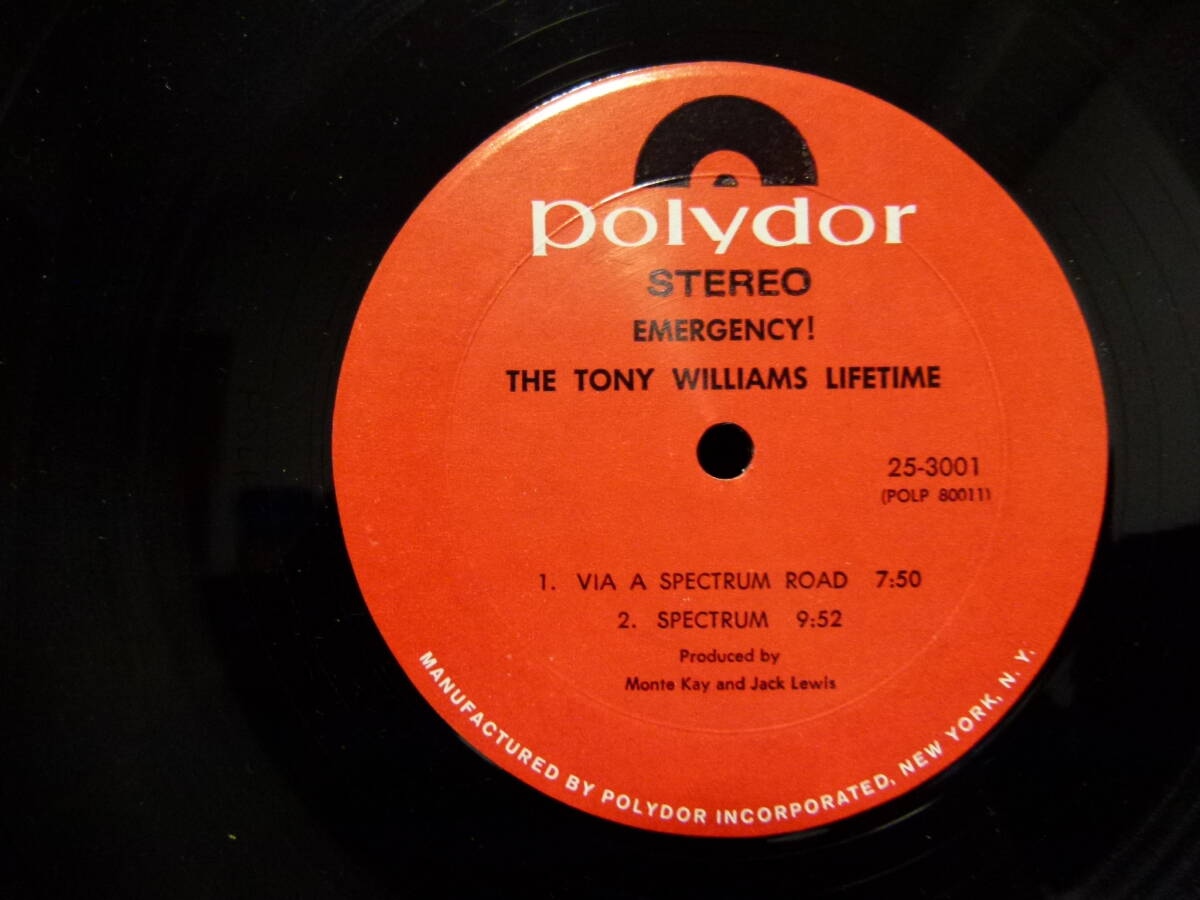 polydor
STEREO
EMERGENCY!
THE TONY WILLIAMS LIFETIME
25-3001
(POLP 80011)
1. VIA A SPECTRUM ROAD 7:50
2. SPECTRUM 9:52
Produced by
Monte Kay and Jack Lewis
MANUFACTURED BY POLYDOR INCORPORATED, NEW YORK, N. Y.